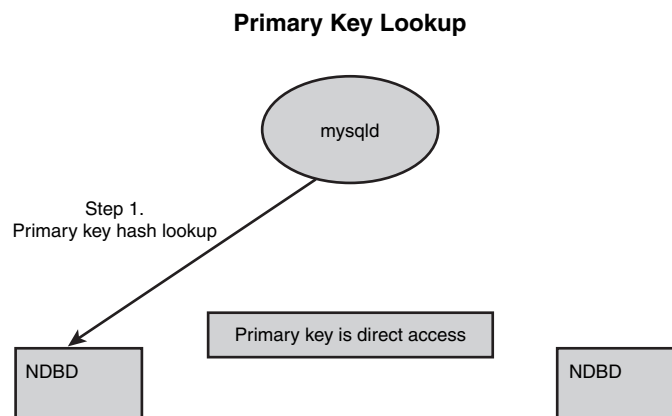 Primary Key Lookup
mysqld
Step 1.
Primary key hash lookup
Primary key is direct access
NDBD
NDBD